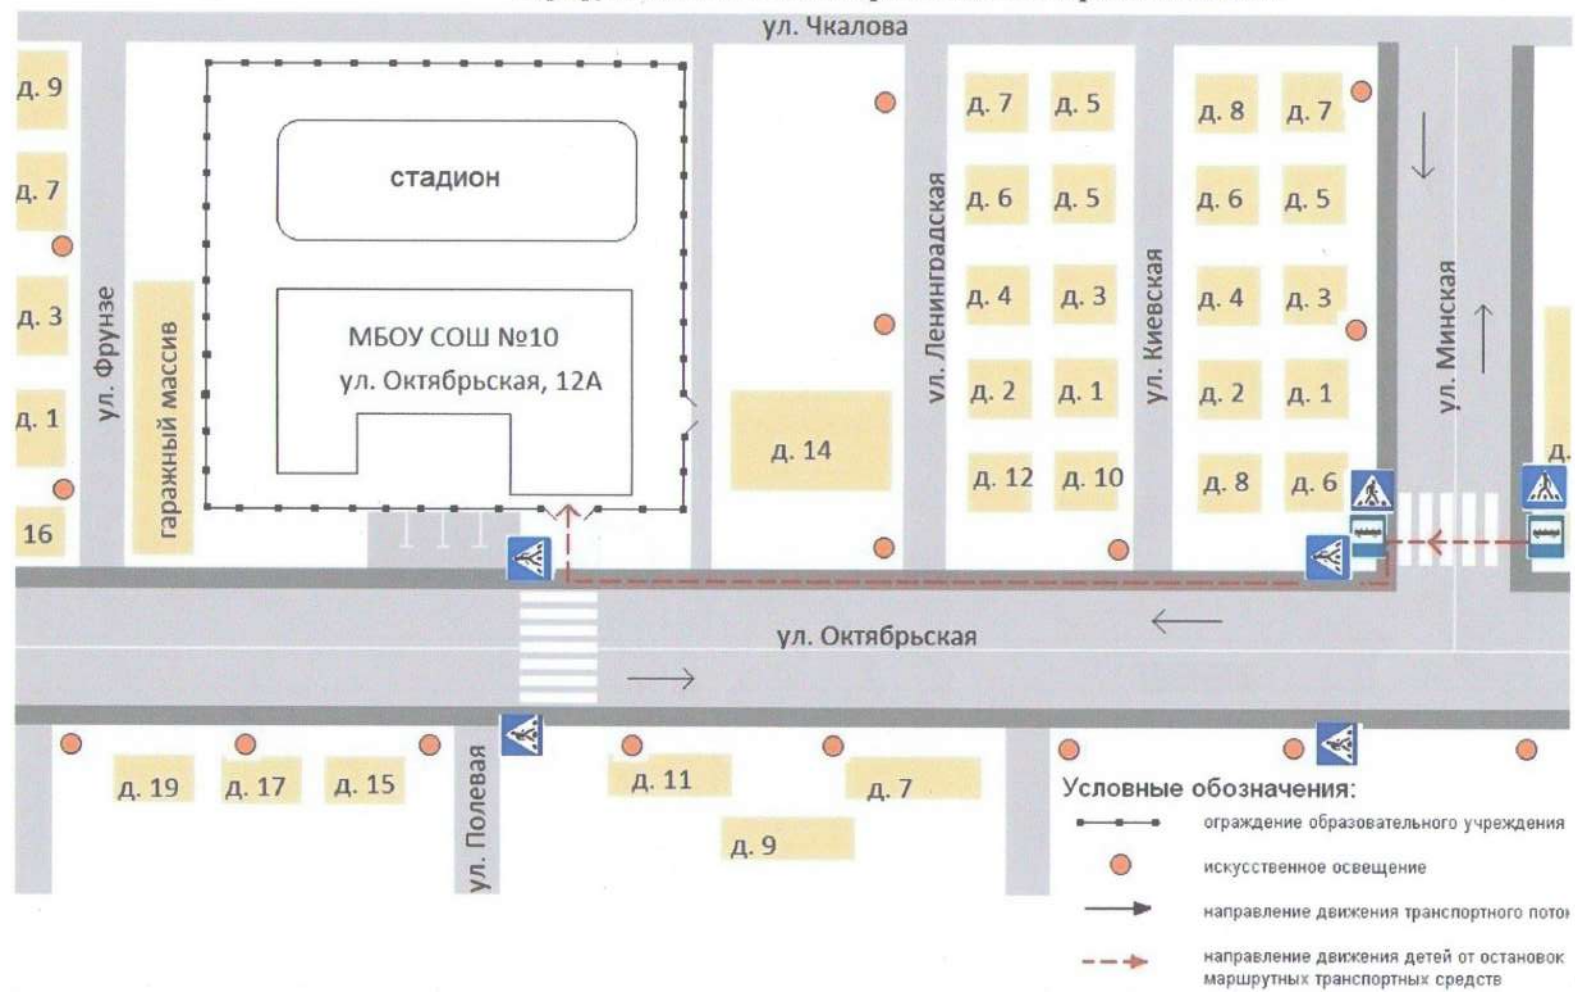 ул. Чкалова
д. 9
д. 7
д. 3
д. 1
16
ул. Фрунзе
гаражный массив
стадион
МБОУ СОШ №10
ул. Октябрьская, 12А
д. 14
ул. Ленинградская
д. 7
д. 5
д. 6
д. 5
д. 4
д. 3
д. 2
д. 1
д. 12
д. 10
ул. Киевская
д. 8
д. 7
д. 6
д. 5
д. 4
д. 3
д. 2
д. 1
д. 8
д. 6
ул. Минская
д.
ул. Октябрьская
д. 19
д. 17
д. 15
ул. Полевая
д. 11
д. 9
д. 7
Условные обозначения:
ограждение образовательного учреждения
искусственное освещение
направление движения транспортного
направление движения детей от остановок
маршрутных транспортных средств